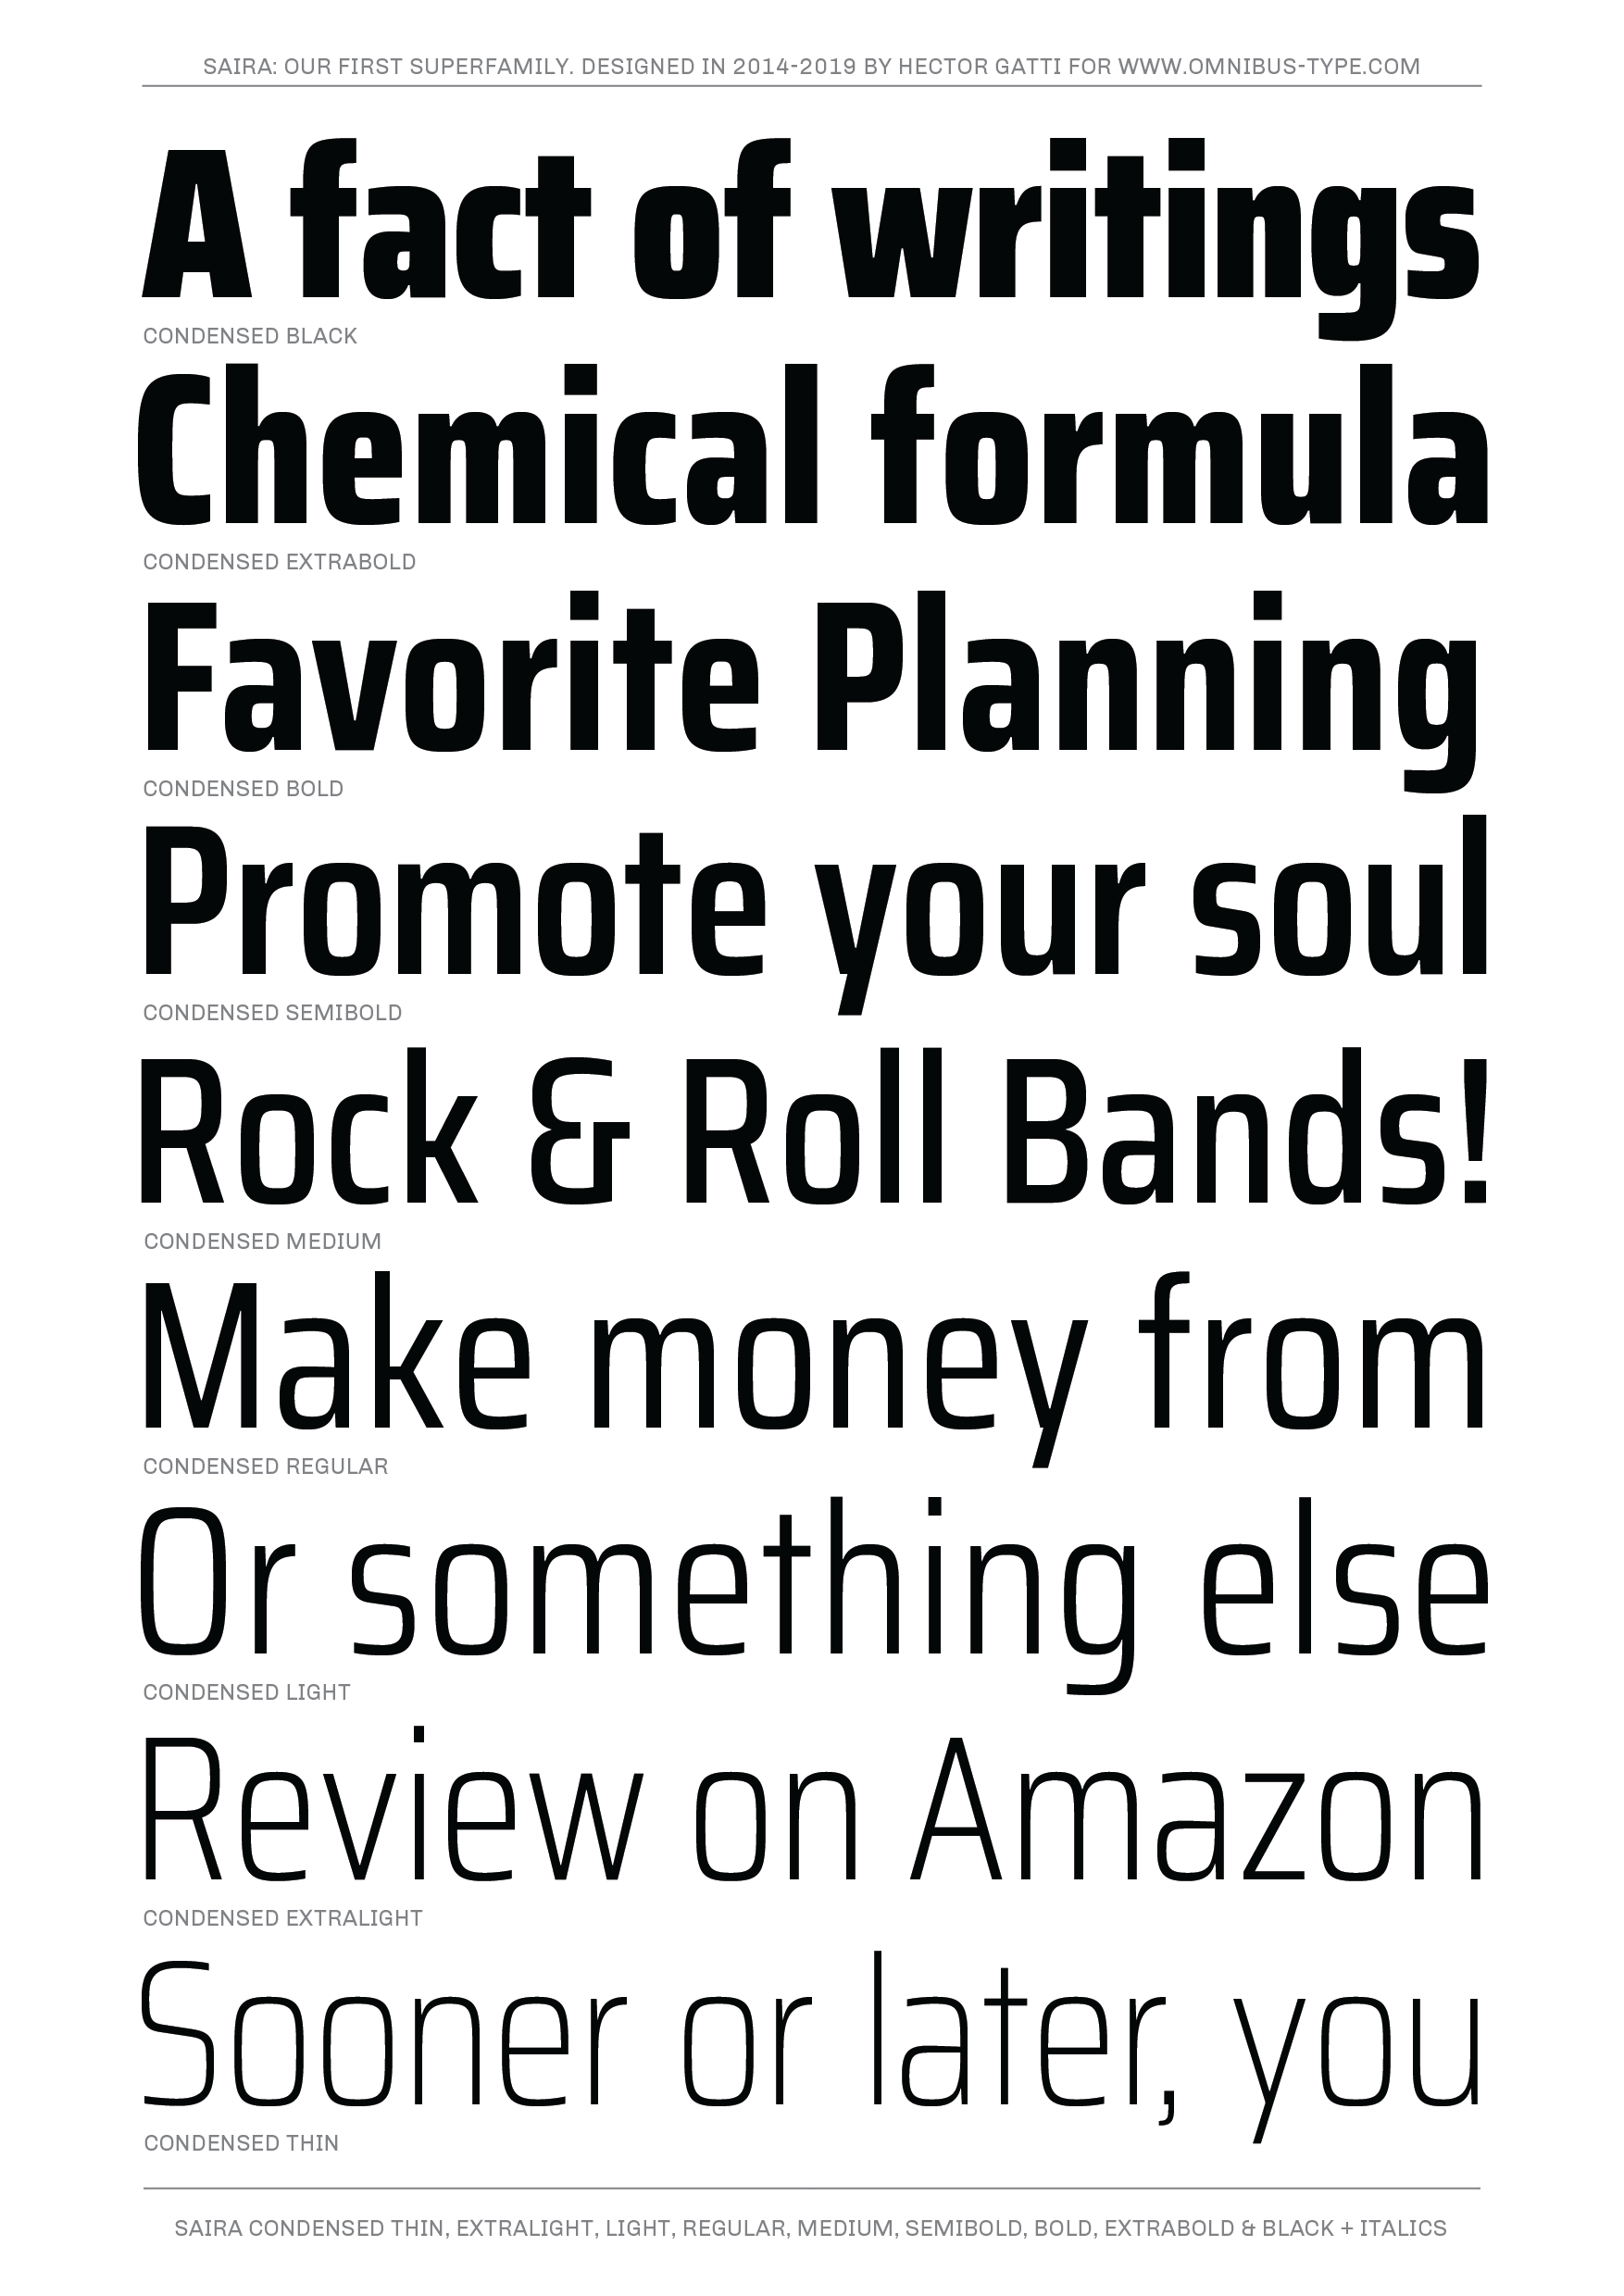 SAIRA: OUR FIRST SUPERFAMILY. DESIGNED IN 2014-2019 BY HECTOR GATTI FOR WWW.OMNIBUS-TYPE.COM
A fact of writings
CONDENSED BLACK
Chemical formula
CONDENSED EXTRABOLD
Favorite Planning
CONDENSED BOLD
Promote your soul
CONDENSED SEMIBOLD
Rock & Roll Bands!
CONDENSED MEDIUM
Make money from
CONDENSED REGULAR
Or something else
CONDENSED LIGHT
Review on Amazon
CONDENSED EXTRALIGHT
Sooner or later, you
CONDENSED THIN
SAIRA CONDENSED THIN, EXTRALIGHT, LIGHT, REGULAR, MEDIUM, SEMIBOLD, BOLD, EXTRABOLD & BLACK + ITALICS